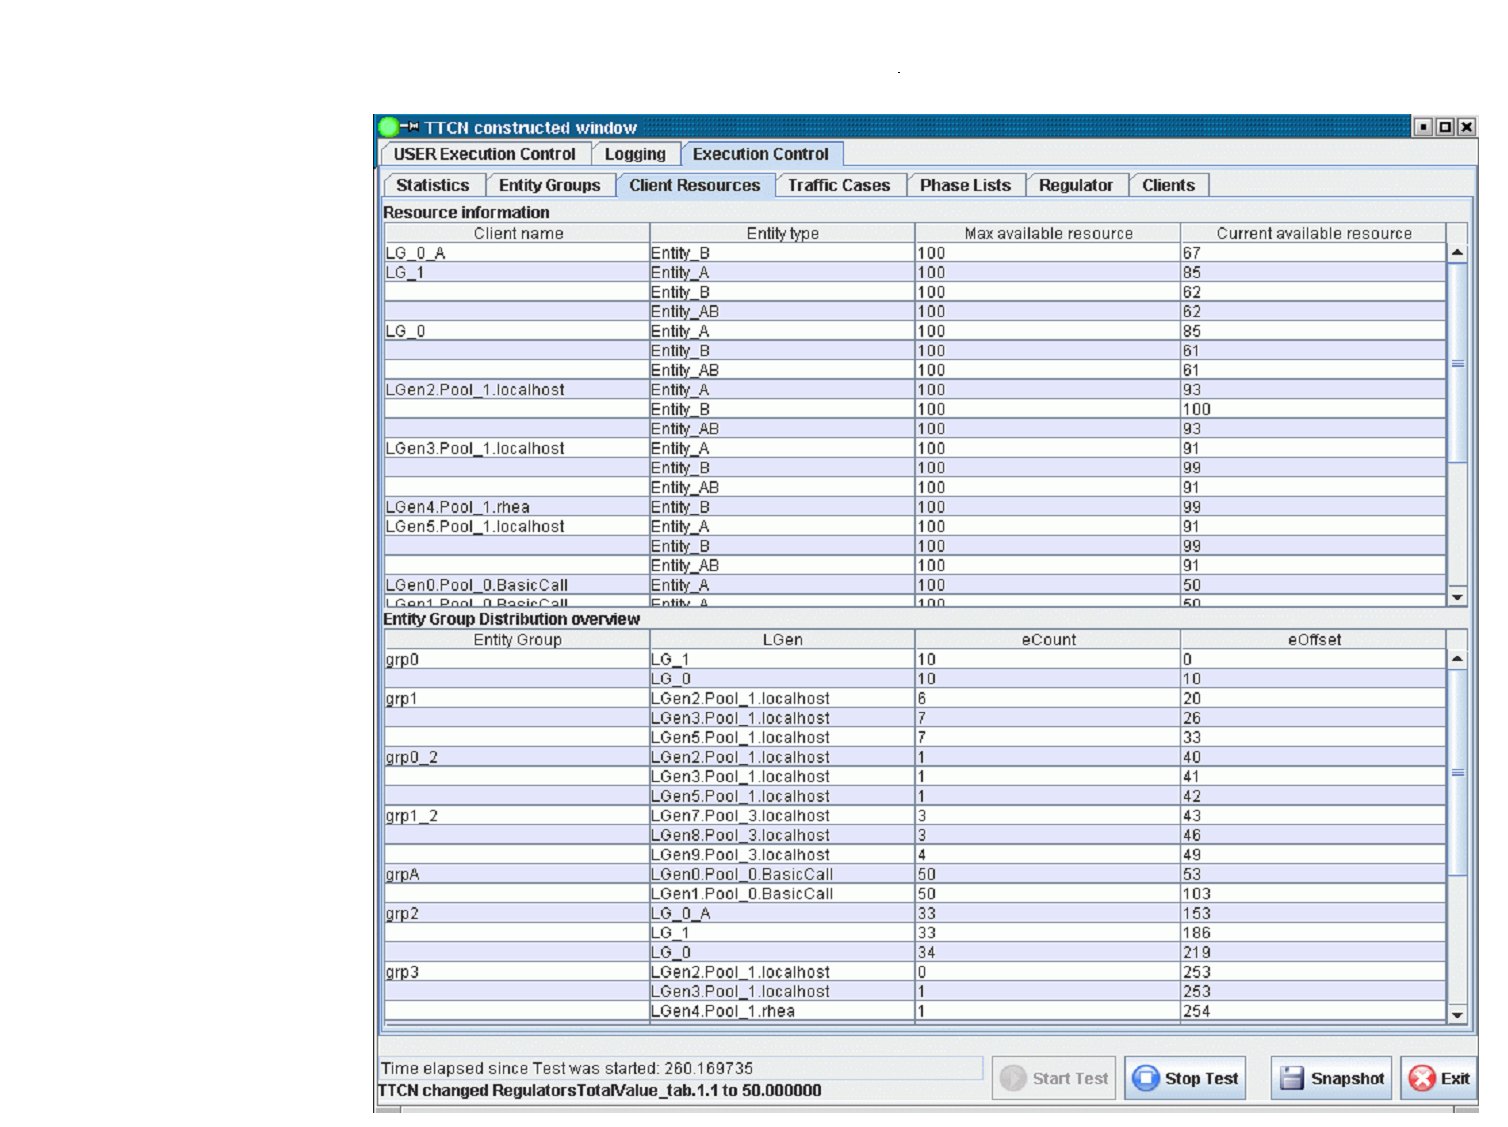 TTCN constructed window
USER Execution Control Logging Execution Control
Statistics Entity Groups Client Resources Traffic Cases Phase Lists Regulator Clients
Resource information
Client name Entity type Max available resource Current available resource
LG_0_A Entity_B 100 67
LG_1 Entity_A 100 85
Entity_B 100 62
Entity_AB 100 62
LG_0 Entity_A 100 85
Entity_B 100 61
Entity_AB 100 61
LGen2.Pool_1.localhost Entity_A 100 93
Entity_B 100 100
Entity_AB 100 93
LGen3.Pool_1.localhost Entity_A 100 91
Entity_B 100 99
Entity_AB 100 91
LGen4.Pool_1.rhea Entity_B 100 99
LGen5.Pool_1.localhost Entity_A 100 91
Entity_B 100 99
Entity_AB 100 91
LGen0.Pool_0.BasicCall Entity_A 100 50
LGen1.Pool_0.BasicCall Entity_A 100 50
Entity Group Distribution overview
Entity Group LGen eCount eOffset
grp0 LG_1 10 0
LG_0 10 10
grp1 LGen2.Pool_1.localhost 6 20
LGen3.Pool_1.localhost 7 26
LGen5.Pool_1.localhost 7 33
grp0_2 LGen2.Pool_1.localhost 1 40
LGen3.Pool_1.localhost 1 41
LGen5.Pool_1.localhost 1 42
grp1_2 LGen7.Pool_3.localhost 3 43
LGen8.Pool_3.localhost 3 46
LGen9.Pool_3.localhost 4 49
grpA LGen0.Pool_0.BasicCall 50 53
LGen1.Pool_0.BasicCall 50 103
grp2 LG_0_A 33 153
LG_1 33 186
LG_0 34 219
grp3 LGen2.Pool_1.localhost 0 253
LGen3.Pool_1.localhost 1 253
LGen4.Pool_1.rhea 1 254
Time elapsed since Test was started: 260.169735
TTCN changed RegulatorsTotalValue_tab.1.1 to 50.000000
Start Test Stop Test Snapshot Exit